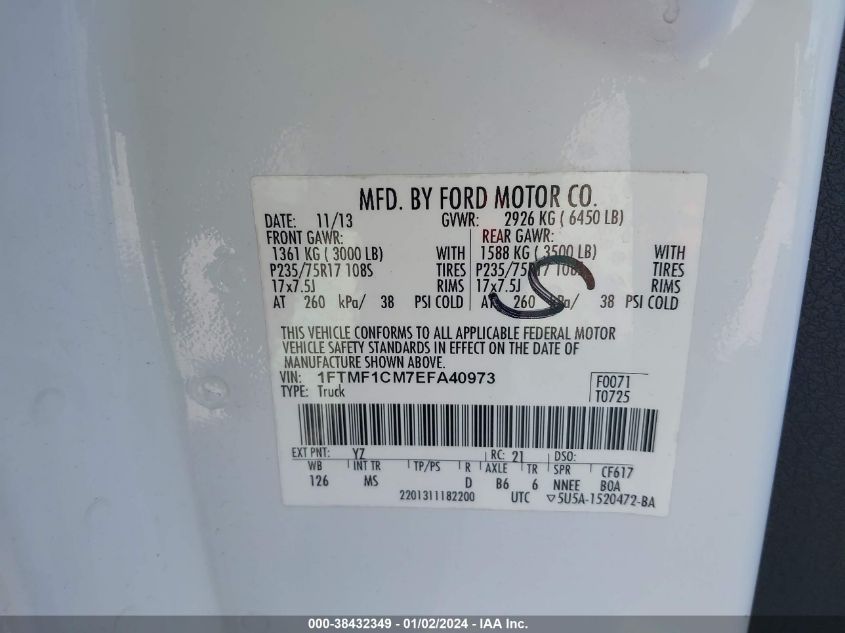 MFD. BY FORD MOTOR CO.
DATE: 11/13 GVWR: 2926 KG ( 6450 LB)
FRONT GAWR: REAR GAWR:
1361 KG ( 3000 LB) WITH 1588 KG ( 3500 LB) WITH
P235/75R17 108S TIRES P235/75R17 108S TIRES
17x7.5J RIMS 17x7.5J RIMS
AT 260 kPa/ 38 PSI COLD AT 260 kPa/ 38 PSI COLD
THIS VEHICLE CONFORMS TO ALL APPLICABLE FEDERAL MOTOR
VEHICLE SAFETY STANDARDS IN EFFECT ON THE DATE OF
MANUFACTURE SHOWN ABOVE.
VIN: 1FTMF1CM7EFA40973 F0071
TYPE: Truck T0725
EXT PNT: YZ RC: 21 DSO:
WB INT TR TP/PS R AXLE TR SPR CF617
126 MS D B6 6 NNEE BOA
2201311182200 UTC ▽5U5A-1520472-BA
000-38432349 | 01/02/2024 | IAA Inc.